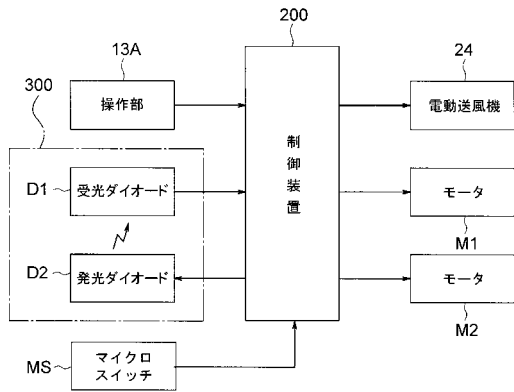 200
13A
操作部
24
電動送風機
300
制御装置
D1
受光ダイオード
モータ
M1
D2
発光ダイオード
モータ
M2
MS
マイクロ
スイッチ